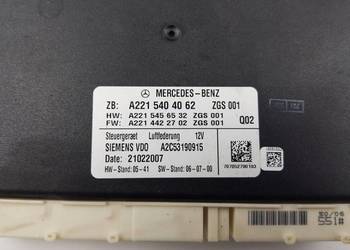 MERCEDES-BENZ
ZB: A221 540 40 62 ZGS 001
HW: A221 545 65 32 ZGS 001
FW: A221 442 27 02 ZGS 001 Q02
Steuergeraet Luftfederung 12V
SIEMENS VDO A2C53190915
Date: 21022007
HW-Stand: 05-41 SW-Stand: 06-07-00
551#